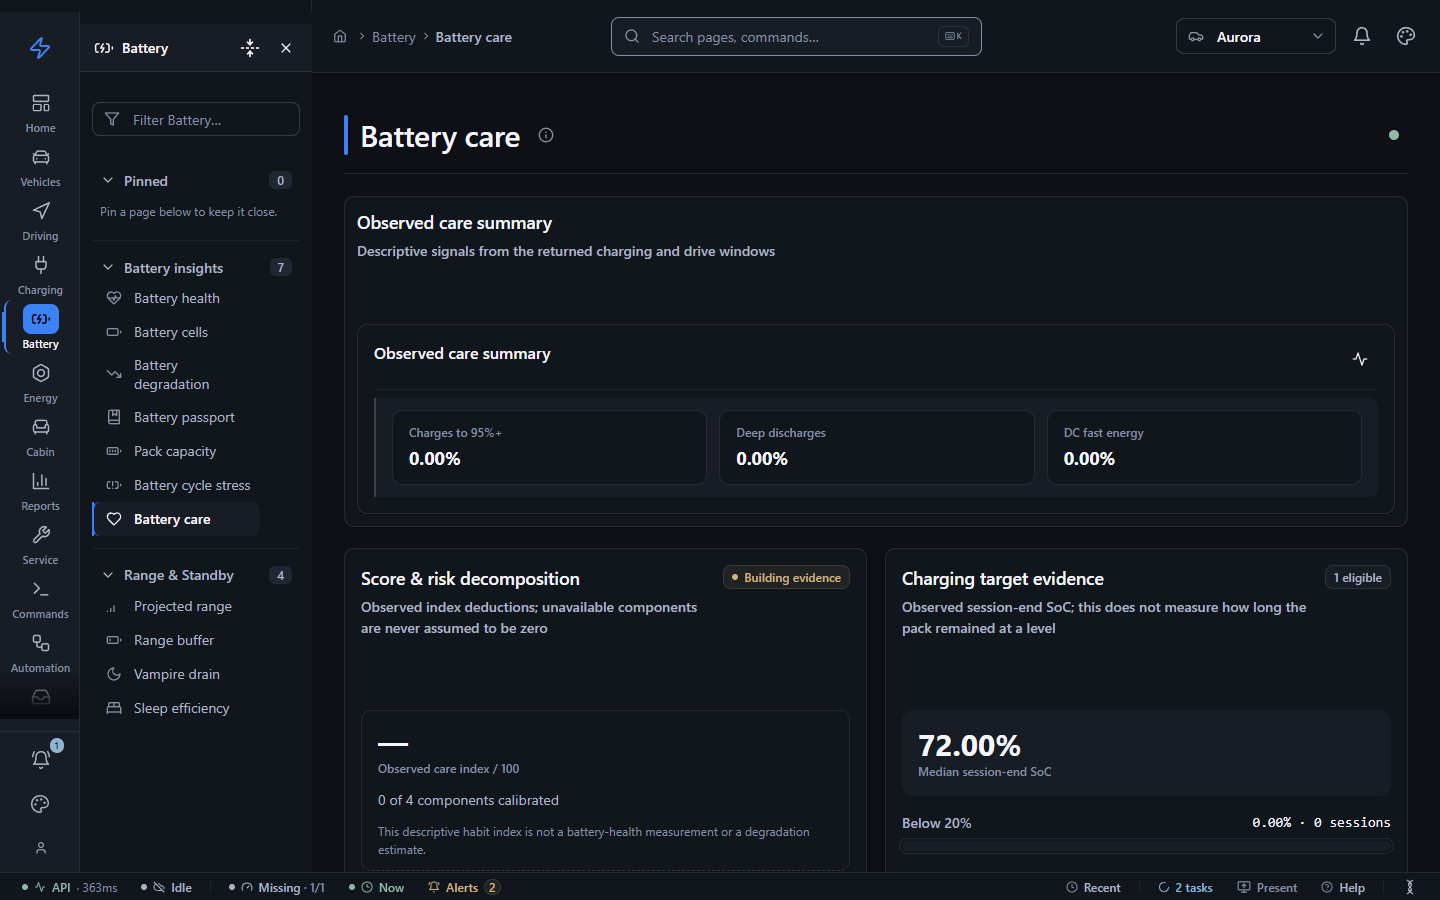 Battery
Battery
Battery care
Search pages, commands...
K
Aurora
Home
Vehicles
Driving
Charging
Battery
Energy
Cabin
Reports
Service
Commands
Automation
1
Filter Battery...
Pinned
0
Pin a page below to keep it close.
Battery insights
7
Battery health
Battery cells
Battery
degradation
Battery passport
Pack capacity
Battery cycle stress
Battery care
Range & Standby
4
Projected range
Range buffer
Vampire drain
Sleep efficiency
Battery care
Observed care summary
Descriptive signals from the returned charging and drive windows
Observed care summary
Charges to 95%+
0.00%
Deep discharges
0.00%
DC fast energy
0.00%
Score & risk decomposition
Building evidence
Observed index deductions; unavailable components
are never assumed to be zero
—
Observed care index / 100
0 of 4 components calibrated
This descriptive habit index is not a battery-health measurement or a degradation
estimate.
Charging target evidence
1 eligible
Observed session-end SoC; this does not measure how long the
pack remained at a level
72.00%
Median session-end SoC
Below 20%
0.00% · 0 sessions
API · 363ms
Idle
Missing · 1/1
Now
Alerts 2
Recent
2 tasks
Present
Help